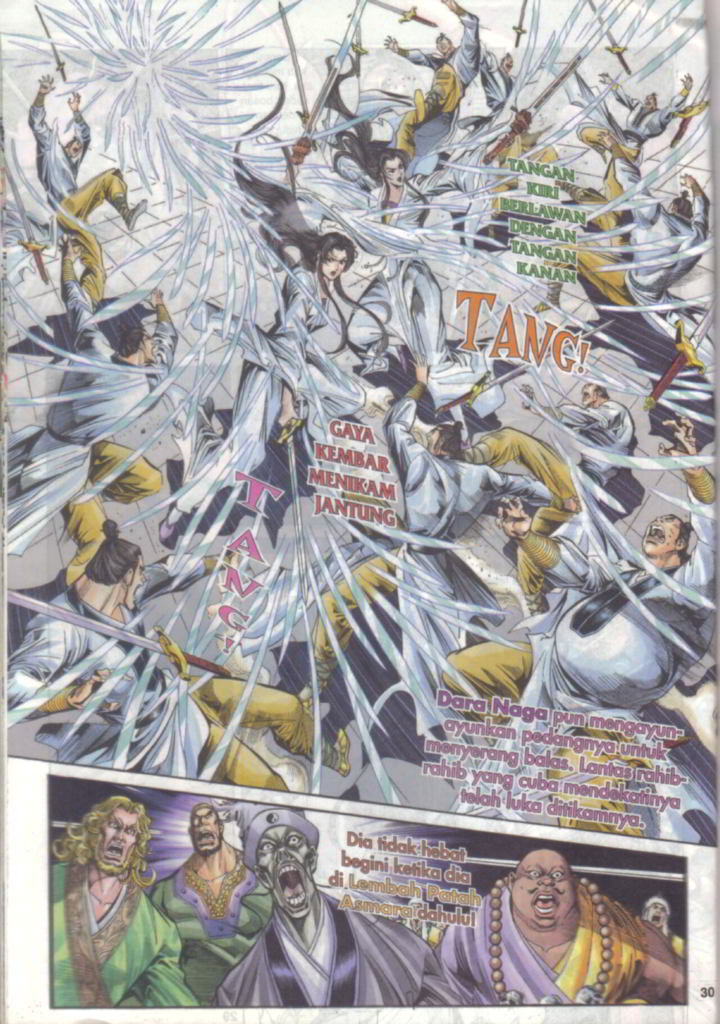 TANGAN
KIRI
BERLAWAN
DENGAN
TANGAN
KANAN
TANG!
GAYA
KEMBAR
MENIKAM
JANTUNG
TANG!
Dara Naga pun mengayun-
ayunkan pedangnya untuk
menyerang balas. Lantas rahib-
rahib yang cuba mendekatinya
telah luka ditikamnya.
Dia tidak hebat
begini ketika dia
di Lembah Patah
Asmara dahulu!
30